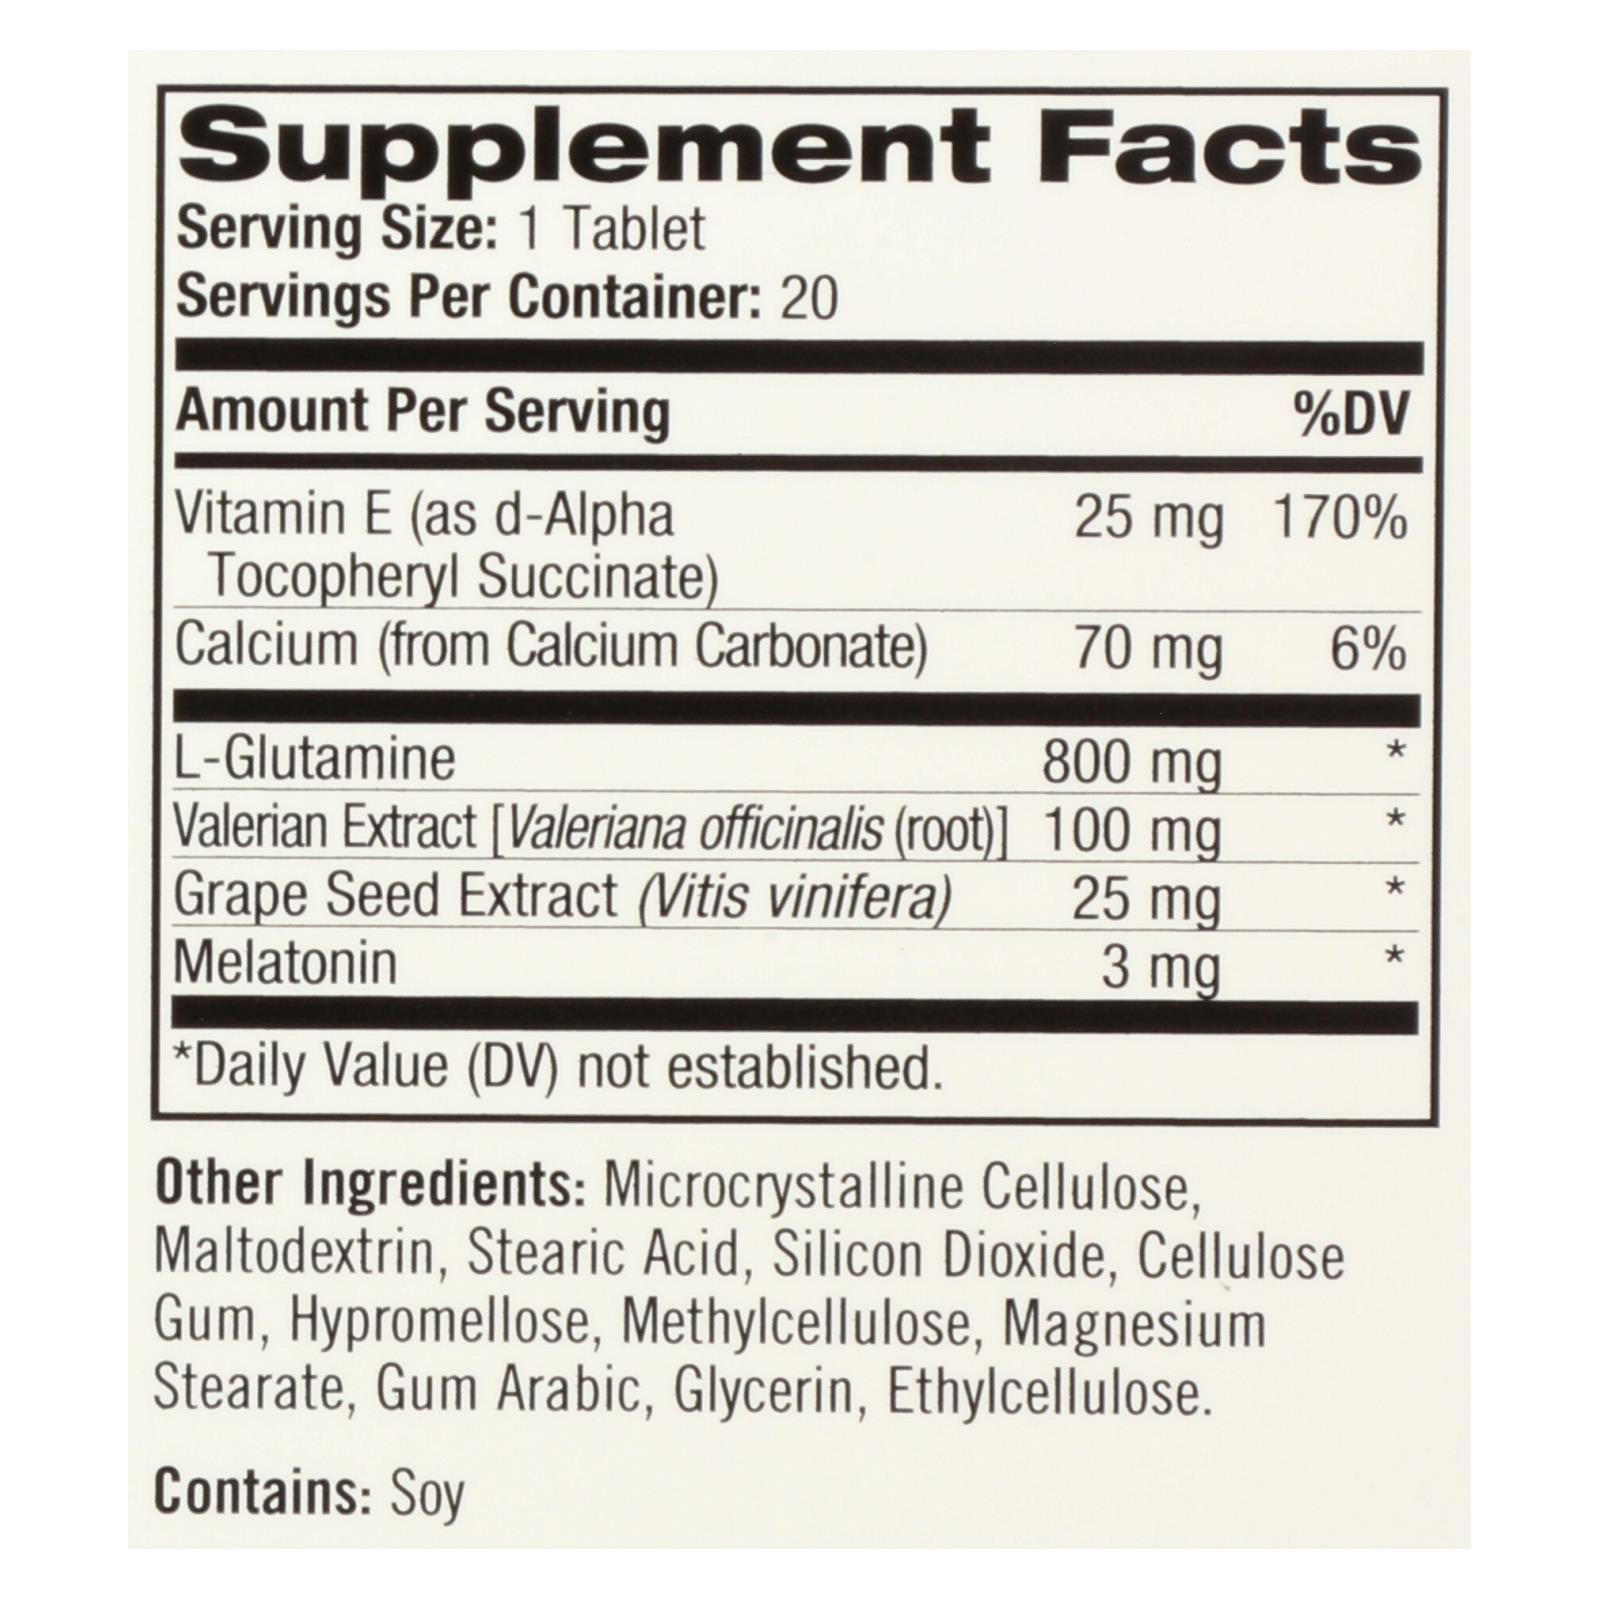 Supplement Facts
Serving Size: 1 Tablet
Servings Per Container: 20
Amount Per Serving %DV
Vitamin E (as d-Alpha 25 mg 170%
Tocopheryl Succinate)
Calcium (from Calcium Carbonate) 70 mg 6%
L-Glutamine 800 mg *
Valerian Extract [Valeriana officinalis (root)] 100 mg *
Grape Seed Extract (Vitis vinifera) 25 mg *
Melatonin 3 mg *
*Daily Value (DV) not established.
Other Ingredients: Microcrystalline Cellulose,
Maltodextrin, Stearic Acid, Silicon Dioxide, Cellulose
Gum, Hypromellose, Methylcellulose, Magnesium
Stearate, Gum Arabic, Glycerin, Ethylcellulose.
Contains: Soy